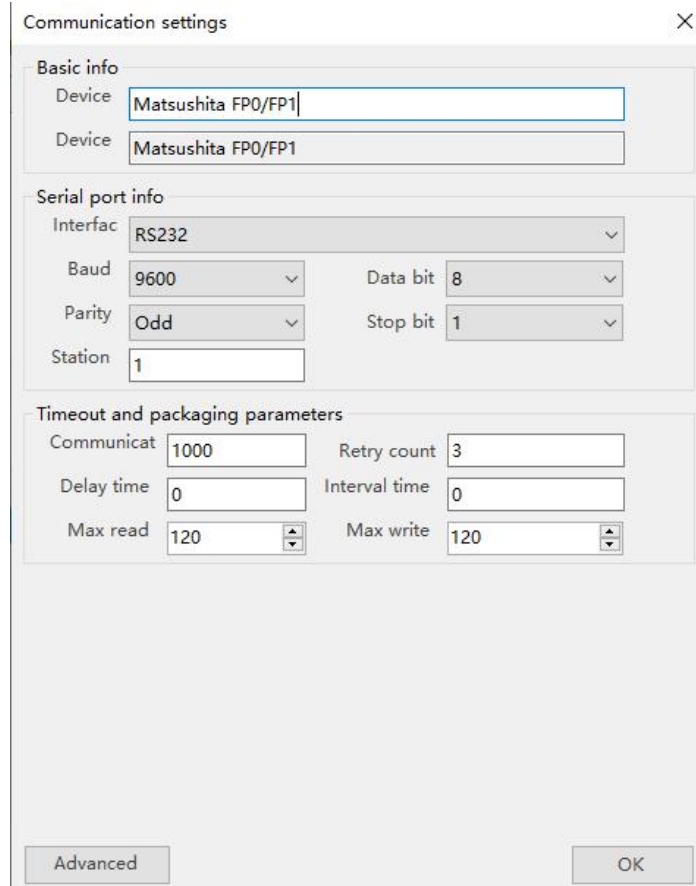 Communication settings
Basic info
Device Matsushita FP0/FP1
Device Matsushita FP0/FP1
Serial port info
Interfac RS232
Baud 9600 Data bit 8
Parity Odd Stop bit 1
Station 1
Timeout and packaging parameters
Communicat 1000 Retry count 3
Delay time 0 Interval time 0
Max read 120 Max write 120
Advanced OK